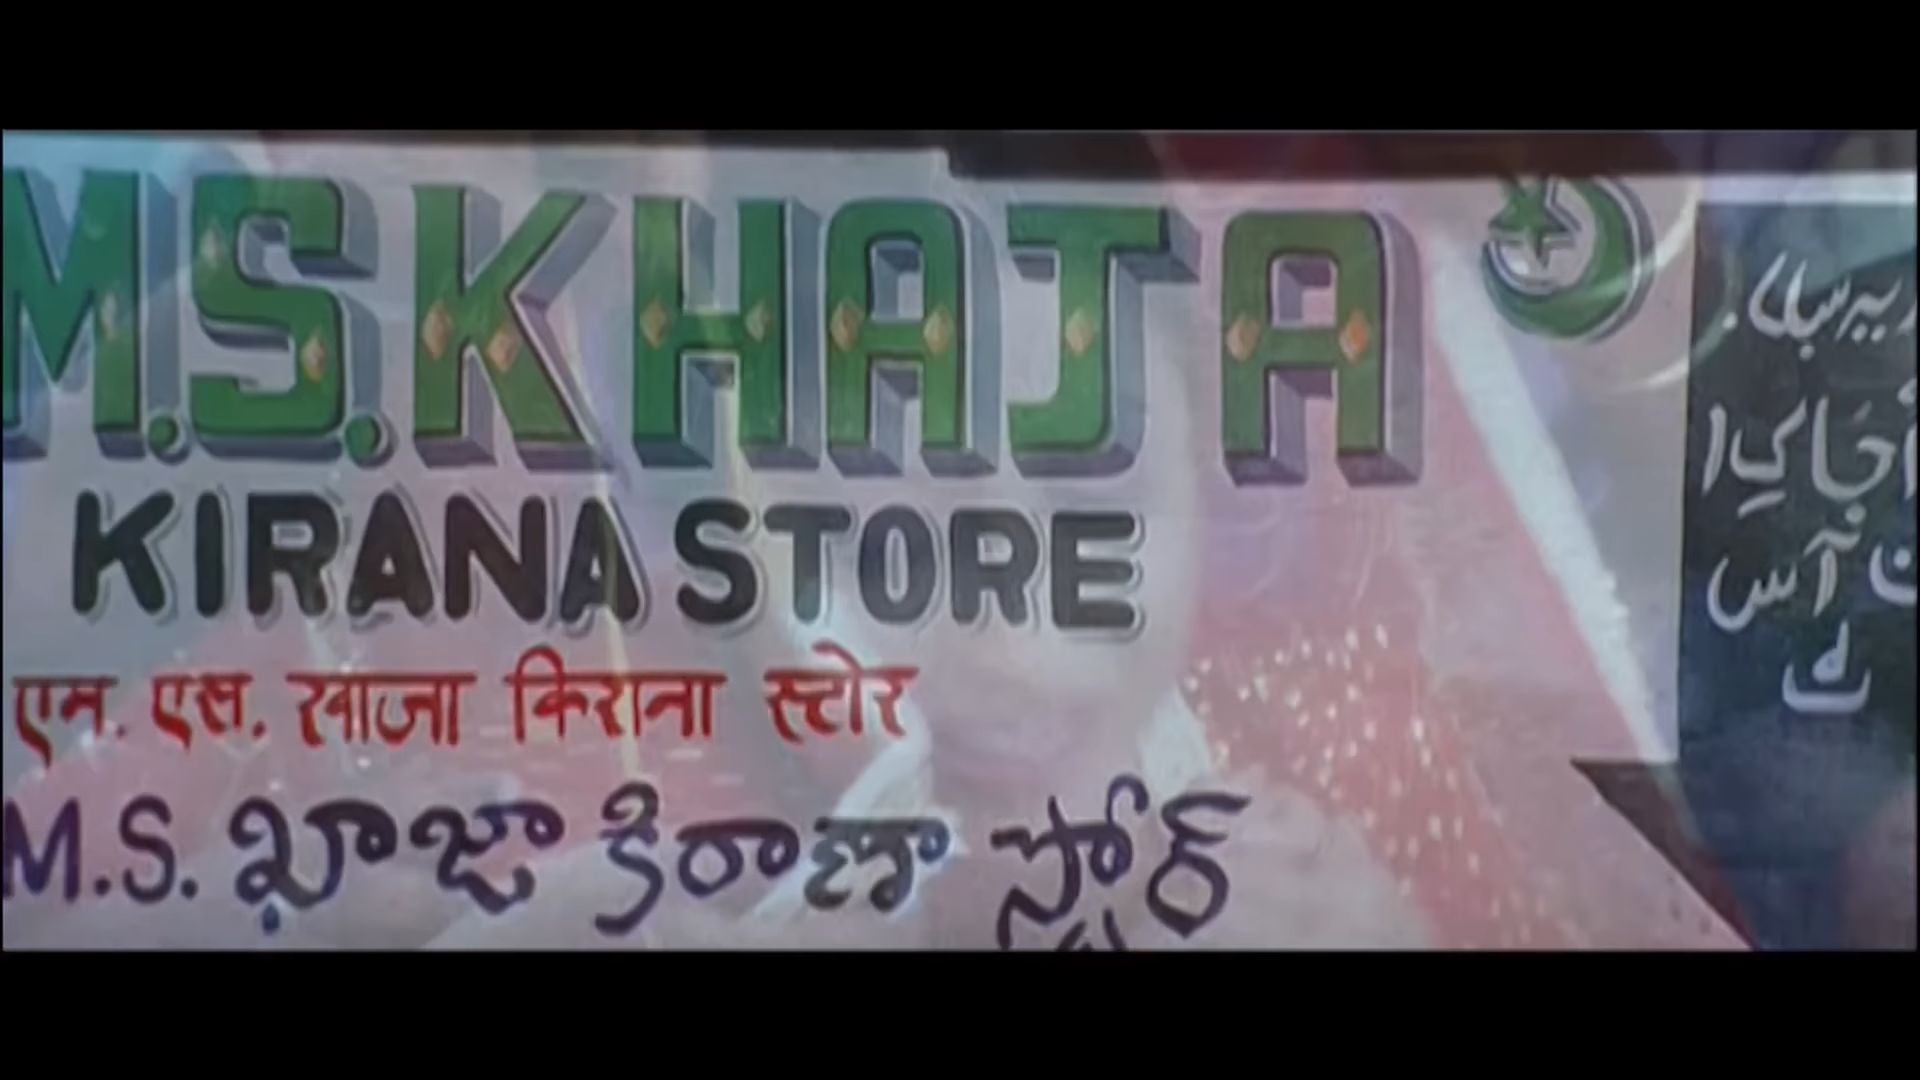 M.S.KHAJA
KIRANA STORE
एम. एस. खाजा किराना स्टोर
M.S. ఖాజా కిరాణా స్టోర్